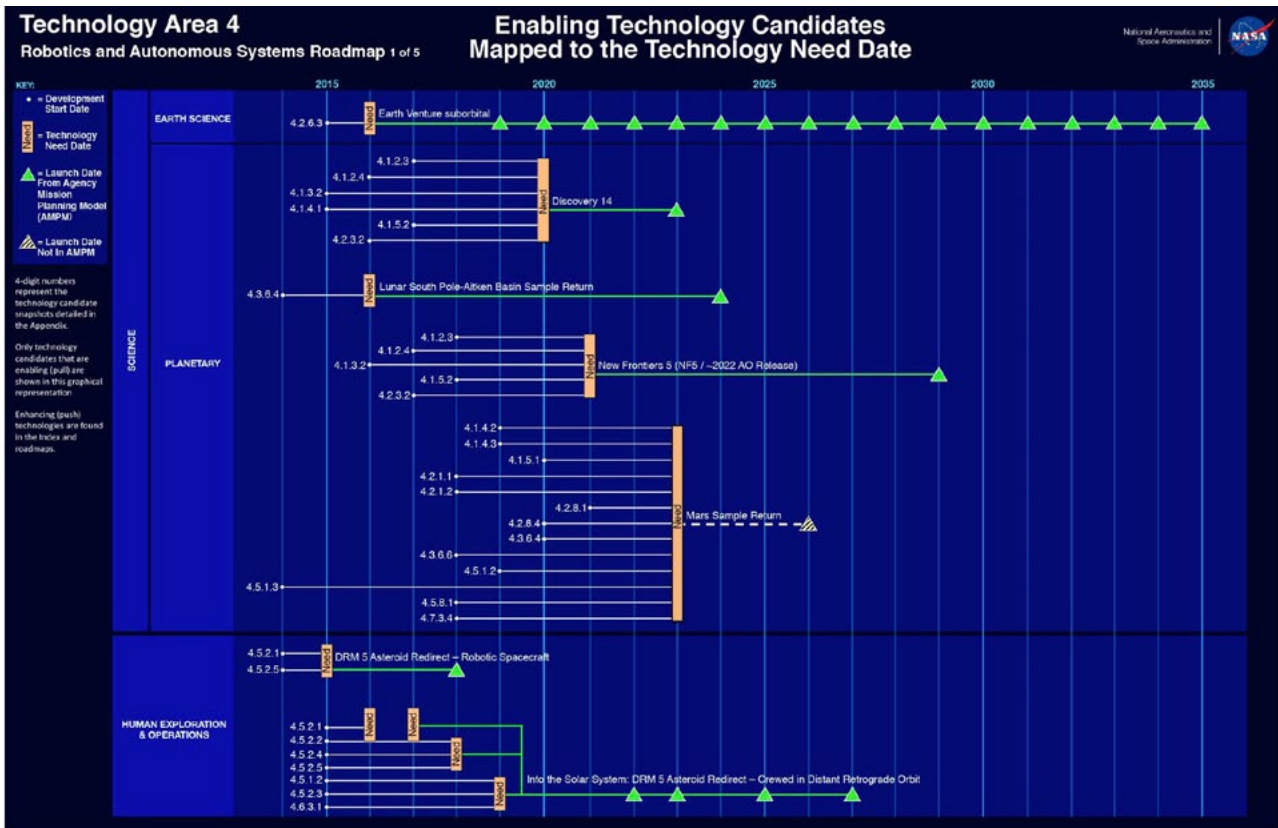 Technology Area 4
Robotics and Autonomous Systems Roadmap 1 of 5
Enabling Technology Candidates
Mapped to the Technology Need Date
National Aeronautics and
Space Administration
NASA
KEY:
= Development
Start Date
Need
= Technology
Need Date
= Launch Date
From Agency
Mission
Planning Model
(AMPM)
= Launch Date
Not In AMPM
4-digit numbers
represent the
technology candidate
snapshots detailed in
the Appendix.
Only technology
candidates that are
enabling (pull) are
shown in this graphical
representation
Enhancing (push)
technologies are found
in the Index and
roadmaps.
2015
2020
2025
2030
2035
SCIENCE
EARTH SCIENCE
4.2.6.3
Need
Earth Venture suborbital
PLANETARY
4.1.2.3
4.1.2.4
4.1.3.2
4.1.4.1
4.1.5.2
4.2.3.2
Need
Discovery 14
4.3.6.4
Need
Lunar South Pole-Aitken Basin Sample Return
4.1.2.3
4.1.2.4
4.1.3.2
4.1.5.2
4.2.3.2
Need
New Frontiers 5 (NF5 / ~2022 AO Release)
4.1.4.2
4.1.4.3
4.1.5.1
4.2.1.1
4.2.1.2
4.2.8.1
4.2.8.4
4.3.6.4
4.3.6.6
4.5.1.2
4.5.1.3
4.5.8.1
4.7.3.4
Need
Mars Sample Return
HUMAN EXPLORATION
& OPERATIONS
4.5.2.1
4.5.2.5
Need
DRM 5 Asteroid Redirect – Robotic Spacecraft
4.5.2.1
Need
Need
4.5.2.2
4.5.2.4
4.5.2.5
Need
4.5.1.2
4.5.2.3
4.6.3.1
Need
Into the Solar System: DRM 5 Asteroid Redirect – Crewed in Distant Retrograde Orbit